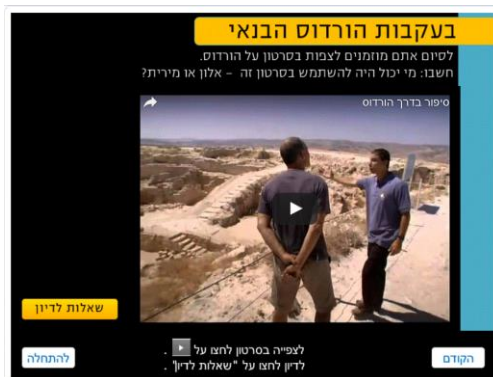 בעקבות הורדוס הבנאי
לסיום אתם מוזמנים לצפות בסרטון על הורדוס.
חשבו: מי יכול היה להשתמש בסרטון זה - אלון או מירית?
סיפור בדרך הורדוס
שאלות לדיון
לצפייה בסרטון לחצו על .
לדיון לחצו על "שאלות לדיון" .
הקודם
להתחלה